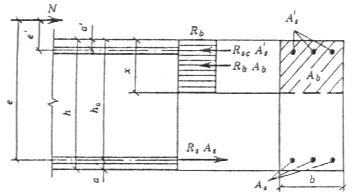 N
R_b
A'_s
e'
a'
R_sc A'_s
R_b A_b
A_b
x
e
h
h_0
R_s A_s
a
A_s
b